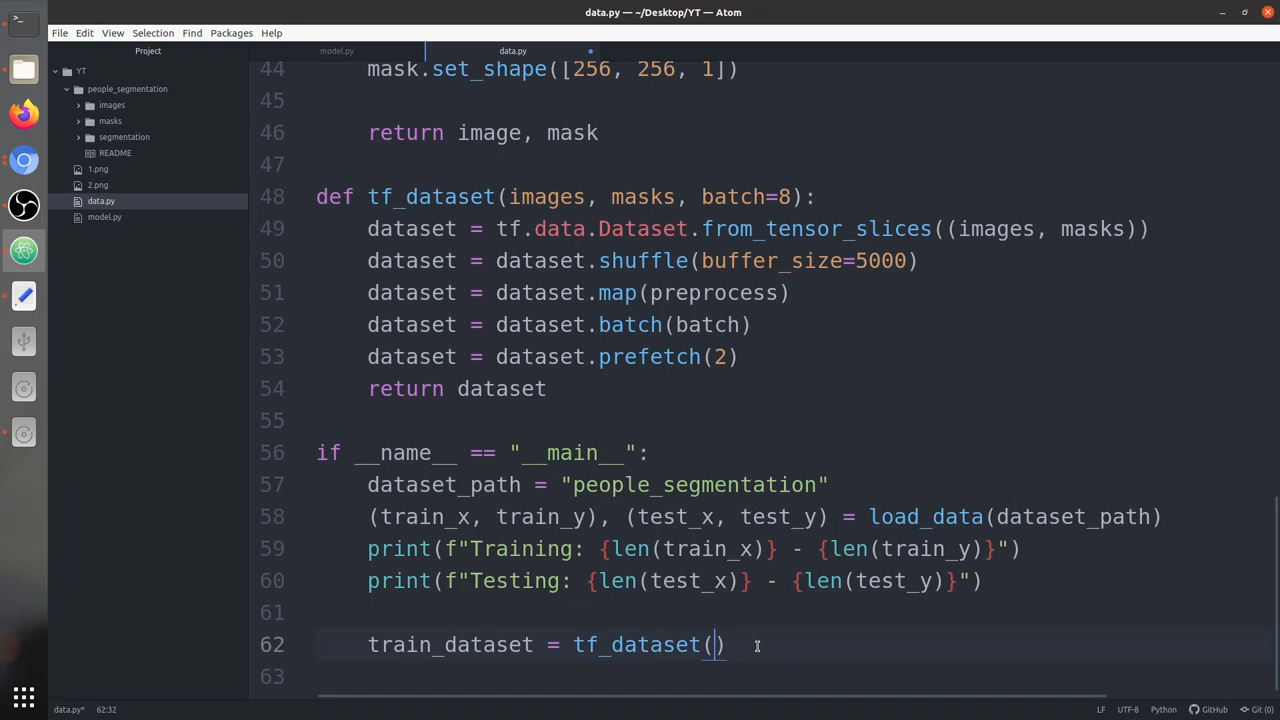 data.py — ~/Desktop/YT — Atom
File Edit View Selection Find Packages Help
Project
model.py
data.py
YT
people_segmentation
images
masks
segmentation
README
1.png
2.png
data.py
model.py
44 mask.set_shape([256, 256, 1])
45
46 return image, mask
47
48 def tf_dataset(images, masks, batch=8):
49 dataset = tf.data.Dataset.from_tensor_slices((images, masks))
50 dataset = dataset.shuffle(buffer_size=5000)
51 dataset = dataset.map(preprocess)
52 dataset = dataset.batch(batch)
53 dataset = dataset.prefetch(2)
54 return dataset
55
56 if __name__ == "__main__":
57 dataset_path = "people_segmentation"
58 (train_x, train_y), (test_x, test_y) = load_data(dataset_path)
59 print(f"Training: {len(train_x)} - {len(train_y)}")
60 print(f"Testing: {len(test_x)} - {len(test_y)}")
61
62 train_dataset = tf_dataset()
63
data.py* 62:32 LF UTF-8 Python GitHub Git (0)